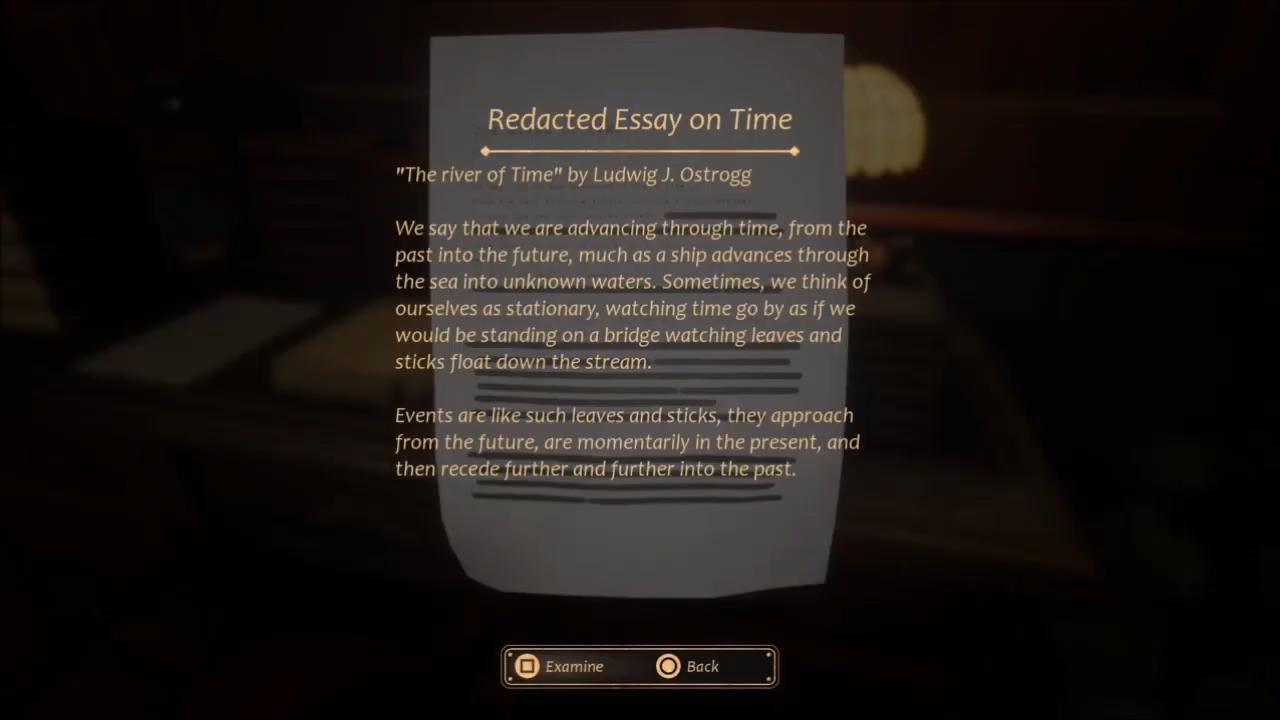 Redacted Essay on Time
"The river of Time" by Ludwig J. Ostrogg
We say that we are advancing through time, from the
past into the future, much as a ship advances through
the sea into unknown waters. Sometimes, we think of
ourselves as stationary, watching time go by as if we
would be standing on a bridge watching leaves and
sticks float down the stream.
Events are like such leaves and sticks, they approach
from the future, are momentarily in the present, and
then recede further and further into the past.
Examine Back